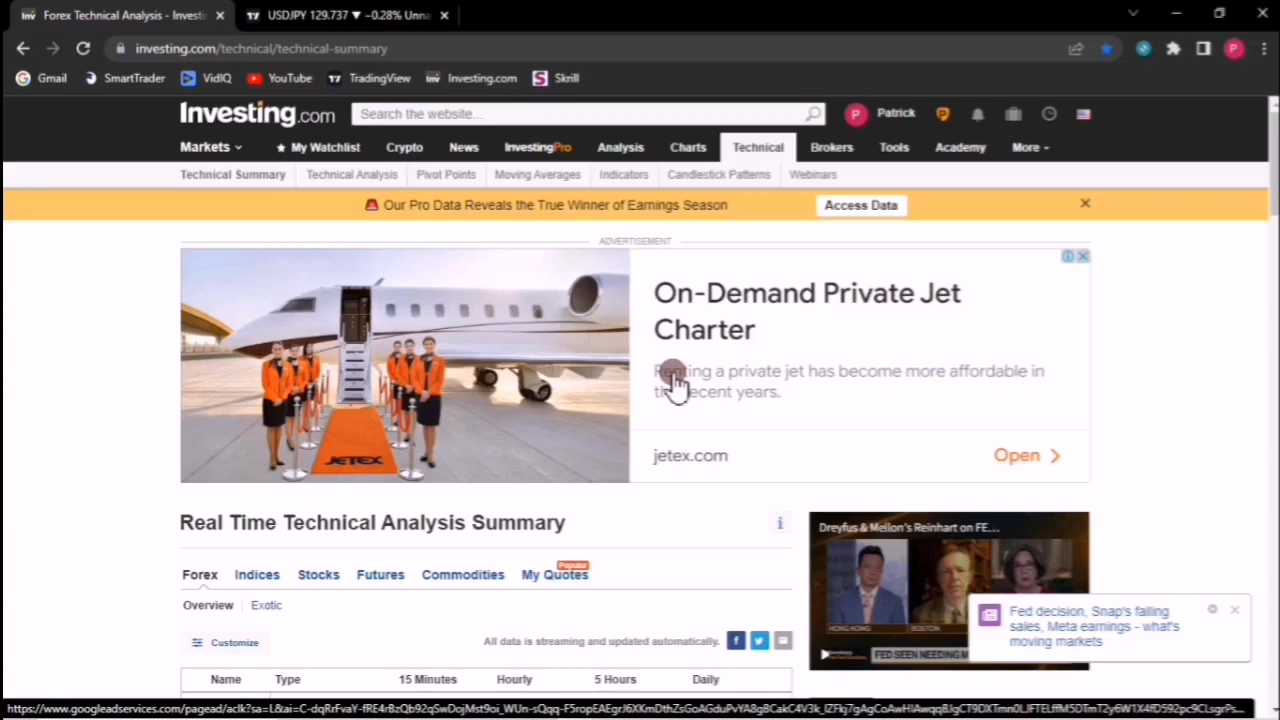 Forex Technical Analysis - Investi
USDJPY 129.737 ▼ −0.28% Unna
investing.com/technical/technical-summary
Gmail SmartTrader VidIQ YouTube TradingView Investing.com Skrill
Investing.com Search the website... Patrick
Markets My Watchlist Crypto News InvestingPro Analysis Charts Technical Brokers Tools Academy More
Technical Summary Technical Analysis Pivot Points Moving Averages Indicators Candlestick Patterns Webinars
Our Pro Data Reveals the True Winner of Earnings Season Access Data
ADVERTISEMENT
On-Demand Private Jet
Charter
Renting a private jet has become more affordable in
recent years.
JETEX
jetex.com Open
Real Time Technical Analysis Summary
Dreyfus & Mellon's Reinhart on FE...
Popular
Forex Indices Stocks Futures Commodities My Quotes
Overview Exotic
HONG KONG BOSTON
FED SEEN NEEDING M
Fed decision, Snap's falling
sales, Meta earnings - what's
moving markets
Customize All data is streaming and updated automatically.
Name Type 15 Minutes Hourly 5 Hours Daily